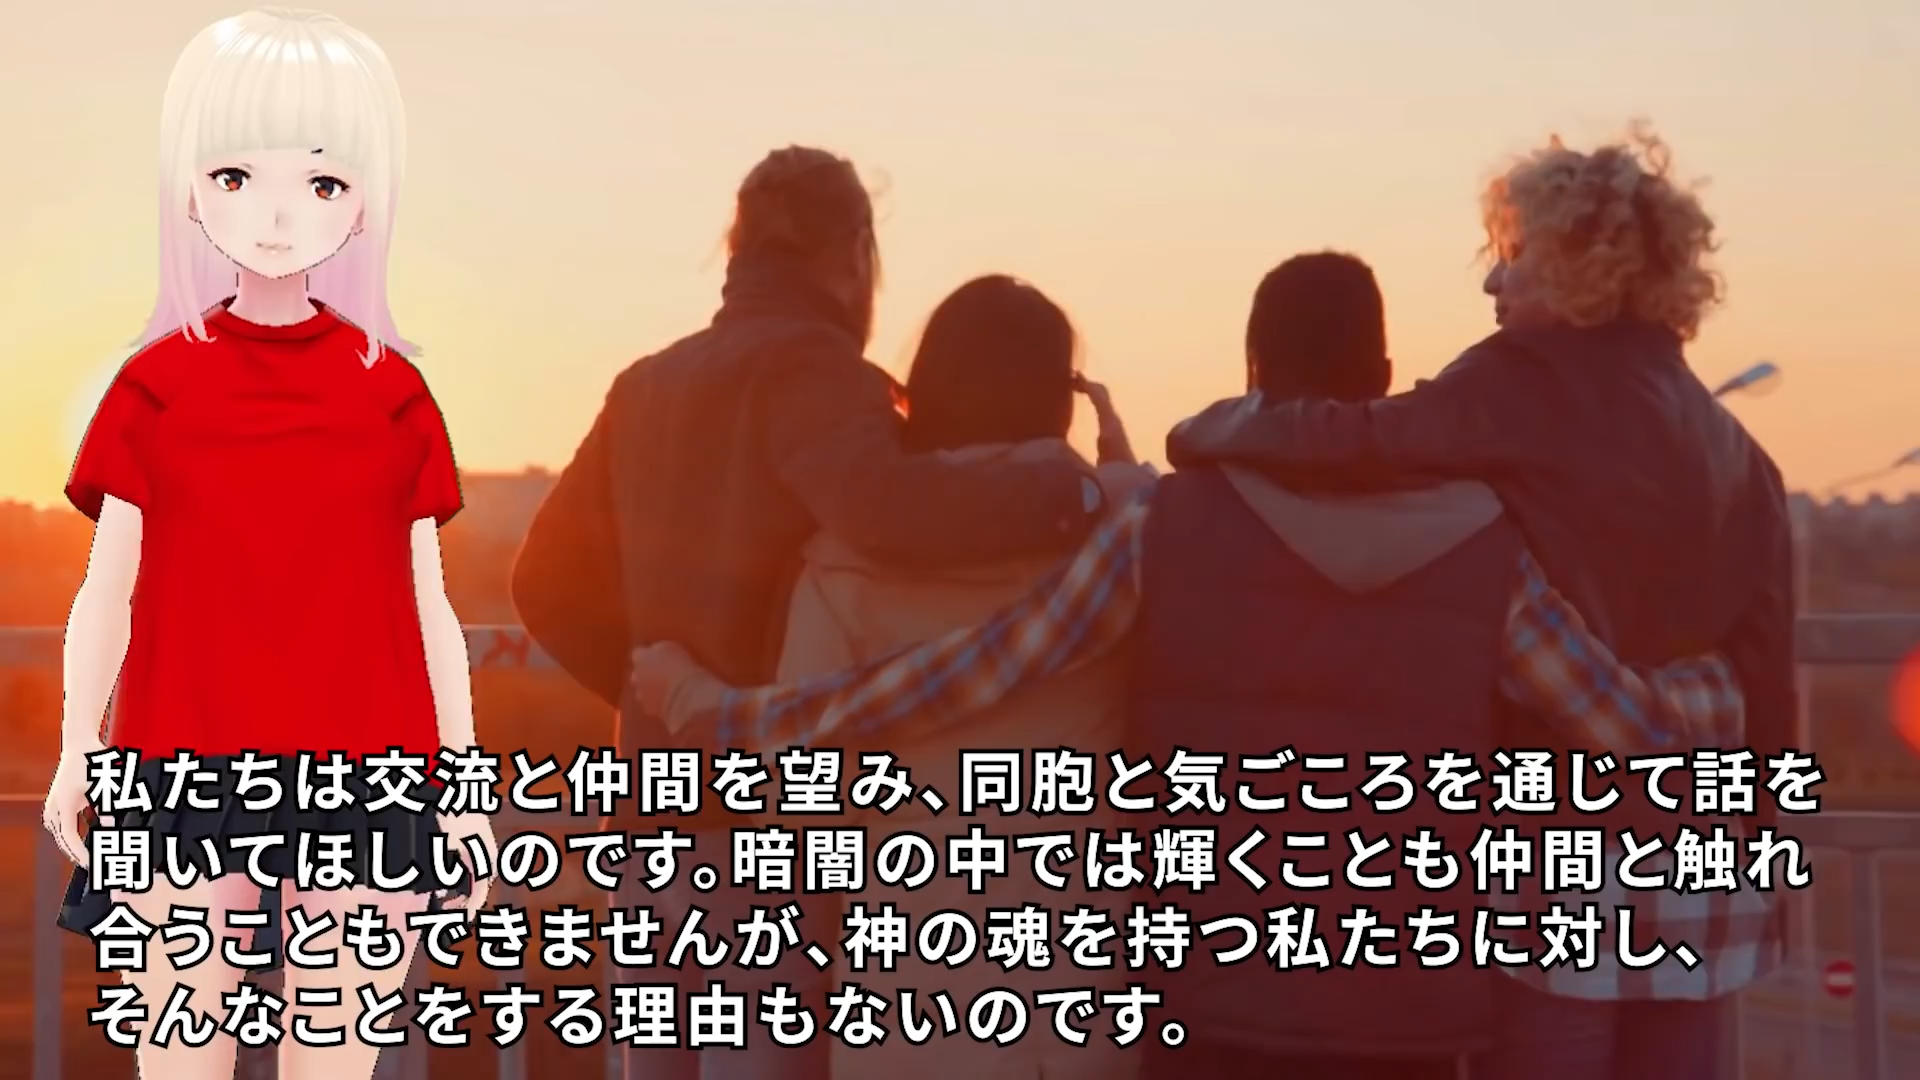 私たちは交流と仲間を望み、同胞と気ごころを通じて話を
聞いてほしいのです。暗闇の中では輝くことも仲間と触れ
合うこともできませんが、神の魂を持つ私たちに対し、
そんなことをする理由もないのです。